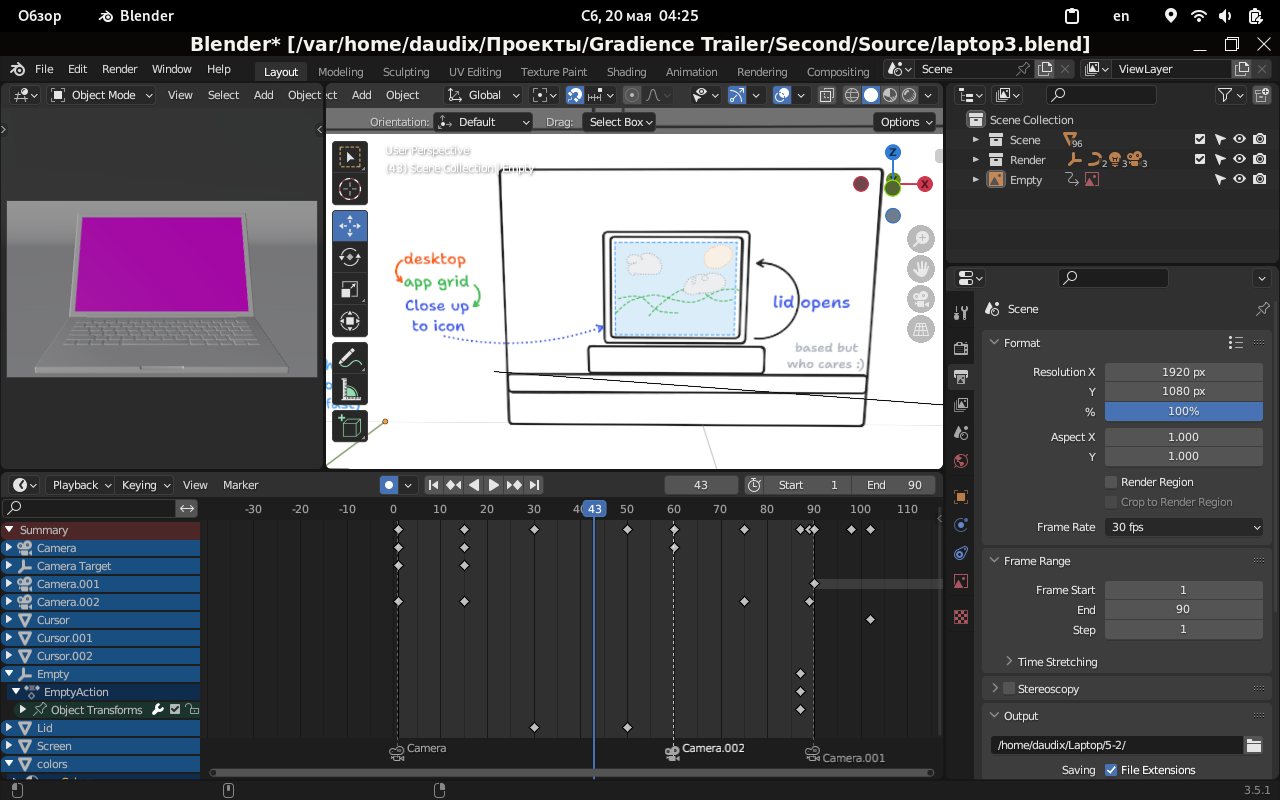 Обзор Blender Сб, 20 мая 04:25 en
Blender* [/var/home/daudix/Проекты/Gradience Trailer/Second/Source/laptop3.blend]
File Edit Render Window Help Layout Modeling Sculpting UV Editing Texture Paint Shading Animation Rendering Compositing Scene ViewLayer
Object Mode View Select Add Object
ct Add Object Global
Orientation: Default Drag: Select Box Options
User Perspective
(43) Scene Collection | Empty
Z
X
desktop
app grid
Close up
to icon
lid opens
based but
who cares :)
fast)
Scene Collection
Scene 96
Render 2 3 3
Empty
Scene
Format
Resolution X 1920 px
Y 1080 px
% 100%
Aspect X 1.000
Y 1.000
Render Region
Crop to Render Region
Frame Rate 30 fps
Frame Range
Frame Start 1
End 90
Step 1
Time Stretching
Stereoscopy
Output
/home/daudix/Laptop/5-2/
Saving File Extensions
Playback Keying View Marker 43 Start 1 End 90
-30 -20 -10 0 10 20 30 40 43 50 60 70 80 90 100 110
Summary
Camera
Camera Target
Camera.001
Camera.002
Cursor
Cursor.001
Cursor.002
Empty
EmptyAction
Object Transforms
Lid
Screen
colors
Camera Camera.002 Camera.001
3.5.1